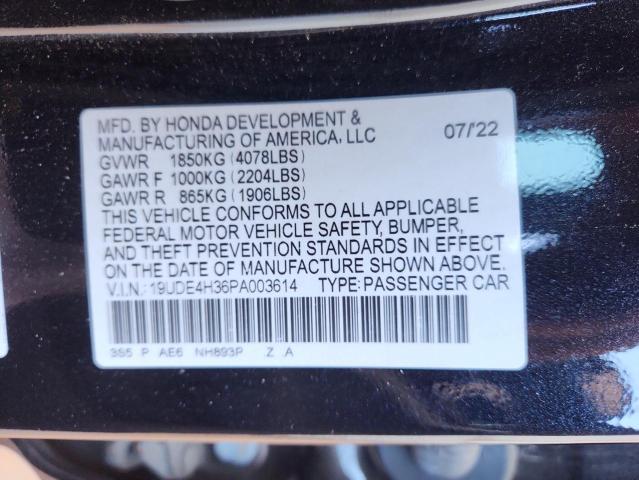 MFD. BY HONDA DEVELOPMENT &
MANUFACTURING OF AMERICA, LLC 07/'22
GVWR 1850KG (4078LBS)
GAWR F 1000KG (2204LBS)
GAWR R 865KG (1906LBS)
THIS VEHICLE CONFORMS TO ALL APPLICABLE
FEDERAL MOTOR VEHICLE SAFETY, BUMPER,
AND THEFT PREVENTION STANDARDS IN EFFECT
ON THE DATE OF MANUFACTURE SHOWN ABOVE.
V.I.N.: 19UDE4H36PA003614 TYPE: PASSENGER CAR
3S5 P AE6 NH893P .Z .A